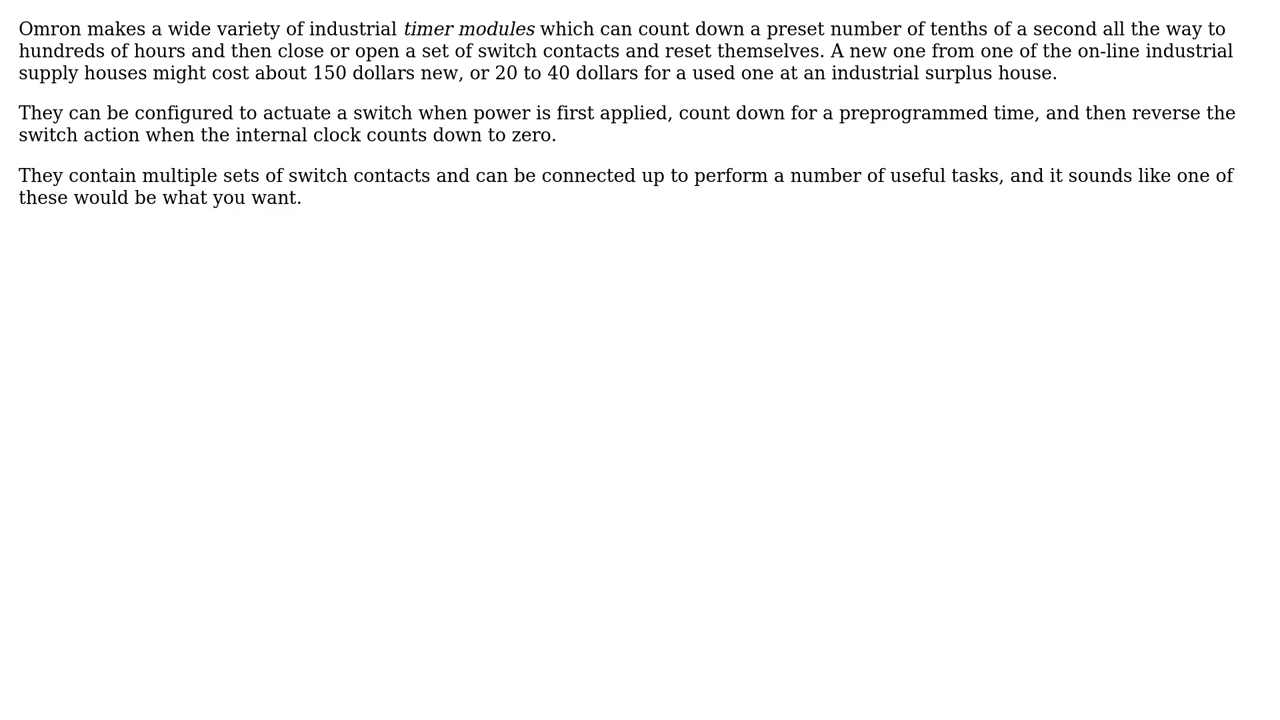 Omron makes a wide variety of industrial timer modules which can count down a preset number of tenths of a second all the way to
hundreds of hours and then close or open a set of switch contacts and reset themselves. A new one from one of the on-line industrial
supply houses might cost about 150 dollars new, or 20 to 40 dollars for a used one at an industrial surplus house.
They can be configured to actuate a switch when power is first applied, count down for a preprogrammed time, and then reverse the
switch action when the internal clock counts down to zero.
They contain multiple sets of switch contacts and can be connected up to perform a number of useful tasks, and it sounds like one of
these would be what you want.